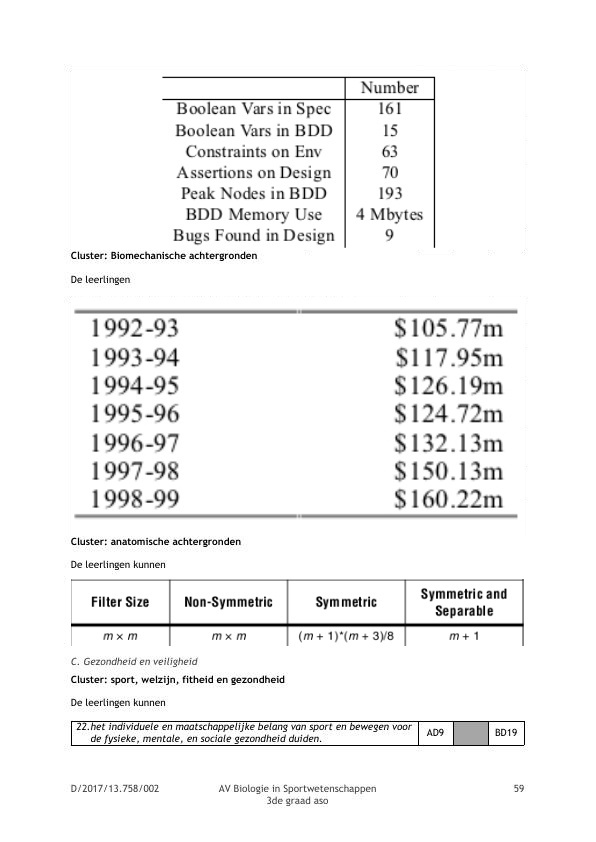 Number
Boolean Vars in Spec 161
Boolean Vars in BDD 15
Constraints on Env 63
Assertions on Design 70
Peak Nodes in BDD 193
BDD Memory Use 4 Mbytes
Bugs Found in Design 9
Cluster: Biomechanische achtergronden
De leerlingen
1992-93 $105.77m
1993-94 $117.95m
1994-95 $126.19m
1995-96 $124.72m
1996-97 $132.13m
1997-98 $150.13m
1998-99 $160.22m
Cluster: anatomische achtergronden
De leerlingen kunnen
Filter Size Non-Symmetric Symmetric Symmetric and
Separable
m × m m × m (m + 1)*(m + 3)/8 m + 1
C. Gezondheid en veiligheid
Cluster: sport, welzijn, fitheid en gezondheid
De leerlingen kunnen
22.het individuele en maatschappelijke belang van sport en bewegen voor AD9 BD19
de fysieke, mentale, en sociale gezondheid duiden.
D/2017/13.758/002 AV Biologie in Sportwetenschappen 59
3de graad aso